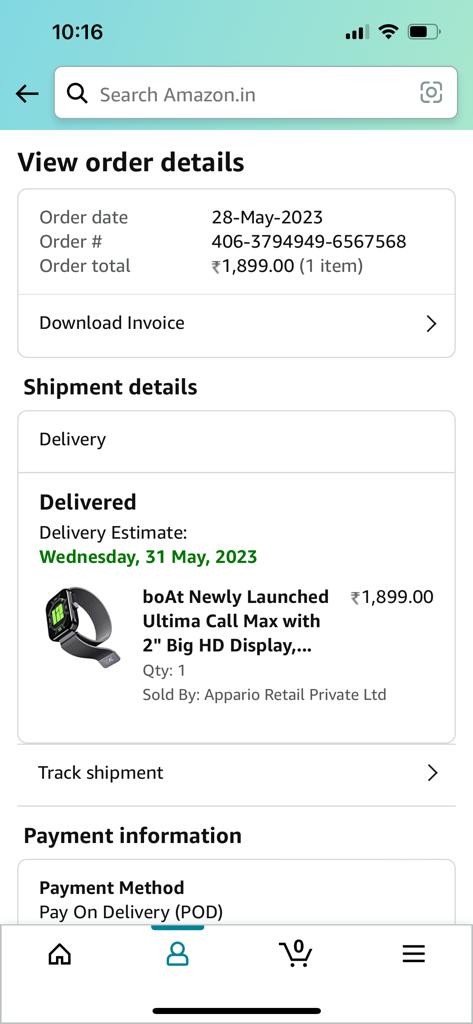 10:16
Search Amazon.in
View order details
Order date 28-May-2023
Order # 406-3794949-6567568
Order total ₹1,899.00 (1 item)
Download Invoice
Shipment details
Delivery
Delivered
Delivery Estimate:
Wednesday, 31 May, 2023
boAt Newly Launched ₹1,899.00
Ultima Call Max with
2" Big HD Display,...
Qty: 1
Sold By: Appario Retail Private Ltd
Track shipment
Payment information
Payment Method
Pay On Delivery (POD)
0